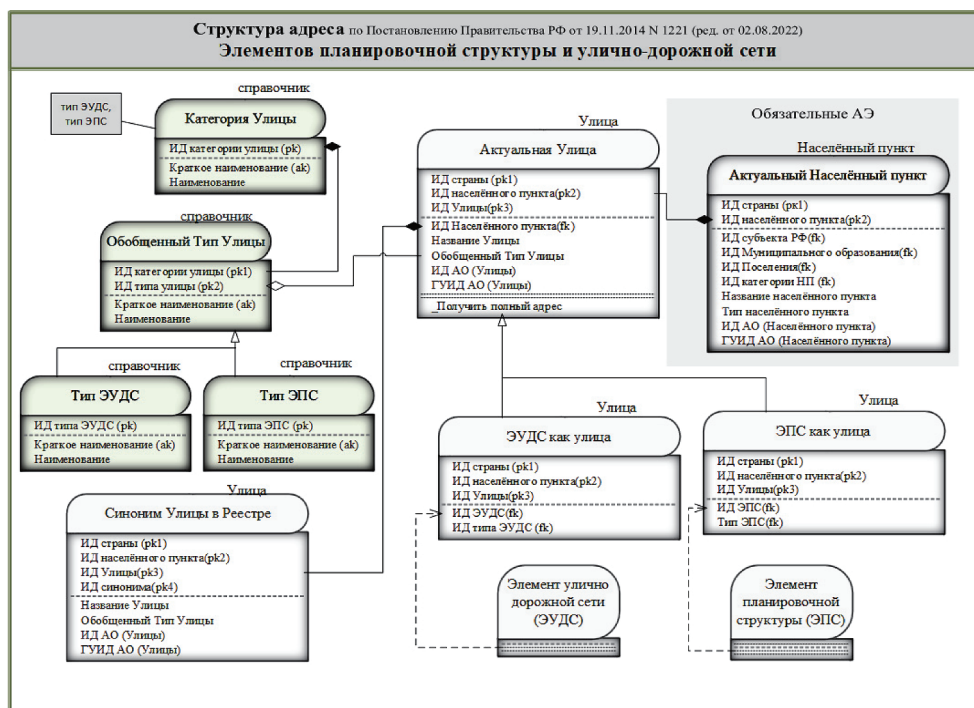 Структура адреса по Постановлению Правительства РФ от 19.11.2014 N 1221 (ред. от 02.08.2022)
Элементов планировочной структуры и улично-дорожной сети
тип ЭУДС,
тип ЭПС
справочник
Категория Улицы
ИД категории улицы (pk)
Краткое наименование (ak)
Наименование
справочник
Обобщенный Тип Улицы
ИД категории улицы (pk1)
ИД типа улицы (pk2)
Краткое наименование (ak)
Наименование
справочник
Тип ЭУДС
ИД типа ЭУДС (pk)
Краткое наименование (ak)
Наименование
справочник
Тип ЭПС
ИД типа ЭПС (pk)
Краткое наименование (ak)
Наименование
Улица
Синоним Улицы в Реестре
ИД страны (pk1)
ИД населённого пункта(pk2)
ИД Улицы(pk3)
ИД синонима(pk4)
Название Улицы
Обобщенный Тип Улицы
ИД АО (Улицы)
ГУИД АО (Улицы)
Улица
Актуальная Улица
ИД страны (pk1)
ИД населённого пункта(pk2)
ИД Улицы(pk3)
ИД Населённого пункта(fk)
Название Улицы
Обобщенный Тип Улицы
ИД АО (Улицы)
ГУИД АО (Улицы)
_Получить полный адрес
Обязательные АЭ
Населённый пункт
Актуальный Населённый пункт
ИД страны (pк1)
ИД населённого пункта(pk2)
ИД субъекта РФ(fk)
ИД Муниципального образования(fk)
ИД Поселения(fk)
ИД категории НП (fk)
Название населённого пункта
Тип населённого пункта
ИД АО (Населённого пункта)
ГУИД АО (Населённого пункта)
Улица
ЭУДС как улица
ИД страны (pk1)
ИД населённого пункта(pk2)
ИД Улицы(pk3)
ИД ЭУДС(fk)
ИД типа ЭУДС (fk)
Улица
ЭПС как улица
ИД страны (pk1)
ИД населённого пункта(pk2)
ИД Улицы(pk3)
ИД ЭПС(fk)
Тип ЭПС(fk)
Элемент улично
дорожной сети
(ЭУДС)
Элемент
планировочной
структуры (ЭПС)